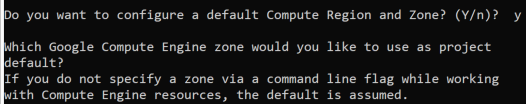 Do you want to configure a default Compute Region and Zone? (Y/n)?  y
Which Google Compute Engine zone would you like to use as project
default?
If you do not specify a zone via a command line flag while working
with Compute Engine resources, the default is assumed.